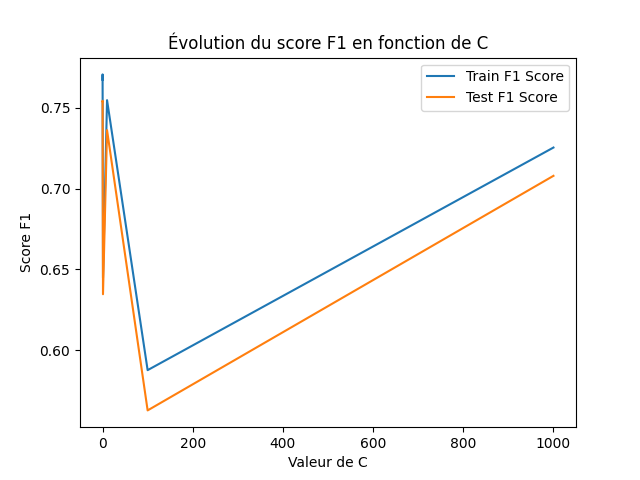 Évolution du score F1 en fonction de C
Train F1 Score
Test F1 Score
Score F1
0.75
0.70
0.65
0.60
0
200
400
600
800
1000
Valeur de C